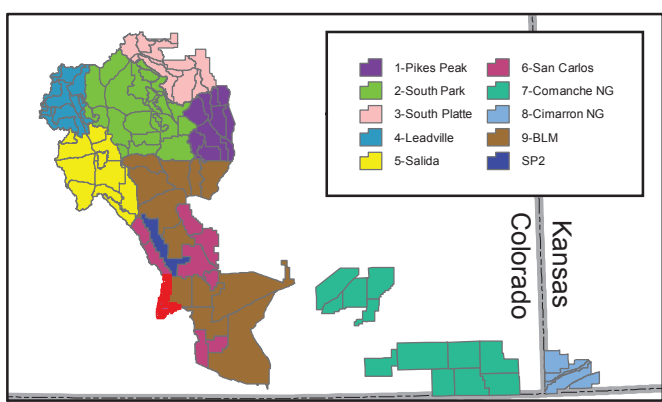 1-Pikes Peak
2-South Park
3-South Platte
4-Leadville
5-Salida
6-San Carlos
7-Comanche NG
8-Cimarron NG
9-BLM
SP2
Kansas
Colorado